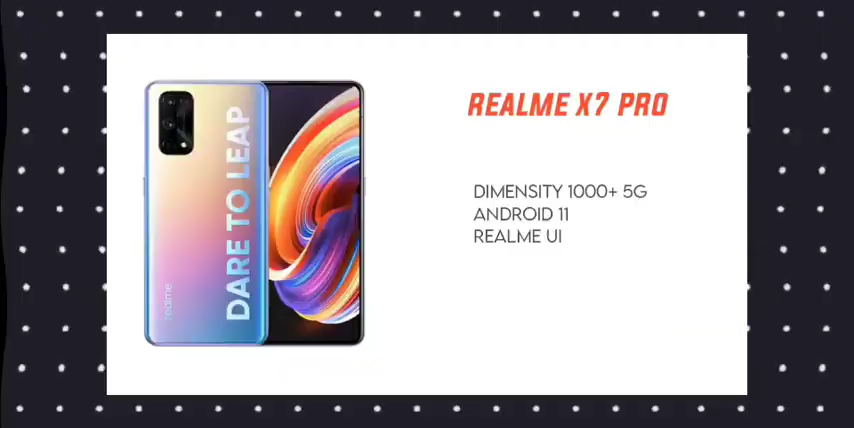 REALME X7 PRO
DARE TO LEAP
realme
DIMENSITY 1000+ 5G
ANDROID 11
REALME UI